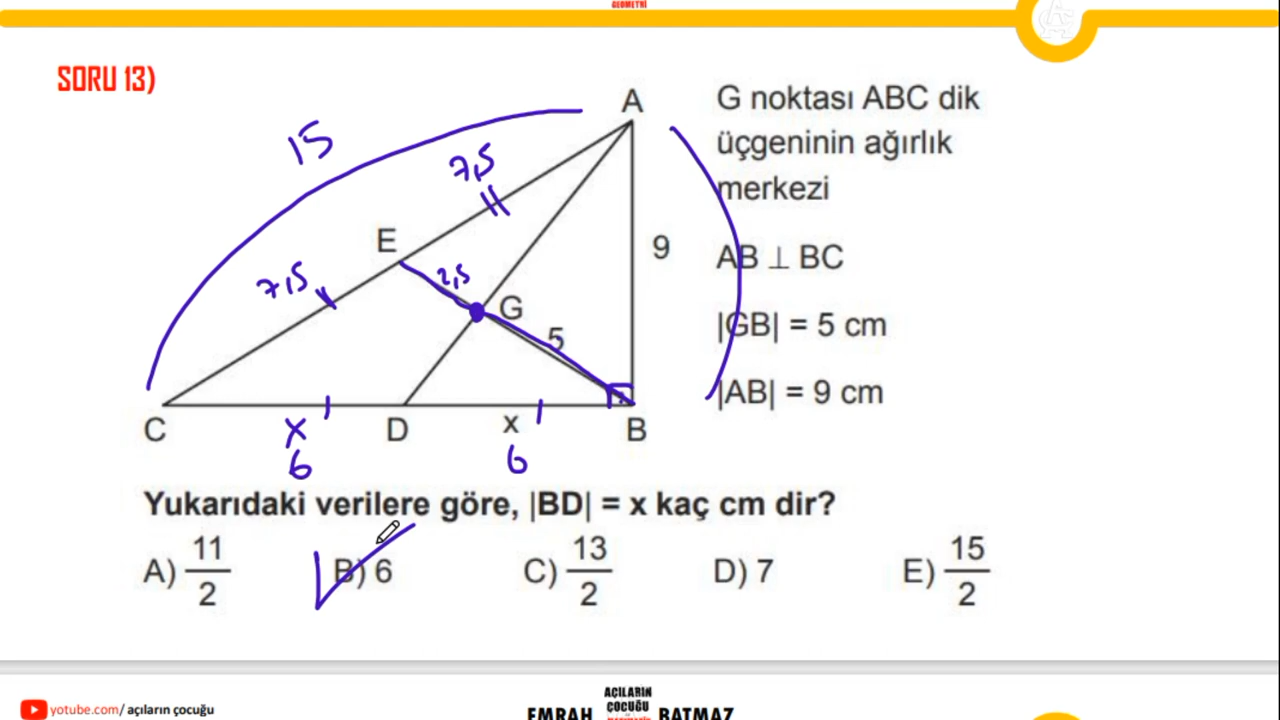 GEOMETRİ
SORU 13)
A
G noktası ABC dik
üçgeninin ağırlık
merkezi
15
7,5
E
9
AB ⊥ BC
7,5
2,5
G
5
|GB| = 5 cm
|AB| = 9 cm
C
x
D
x
B
6
6
Yukarıdaki verilere göre, |BD| = x kaç cm dir?
A) 11/2 B) 6 C) 13/2 D) 7 E) 15/2
yotube.com/ açıların çocuğu
EMRAH AÇILARIN ÇOCUĞU BATMAZ